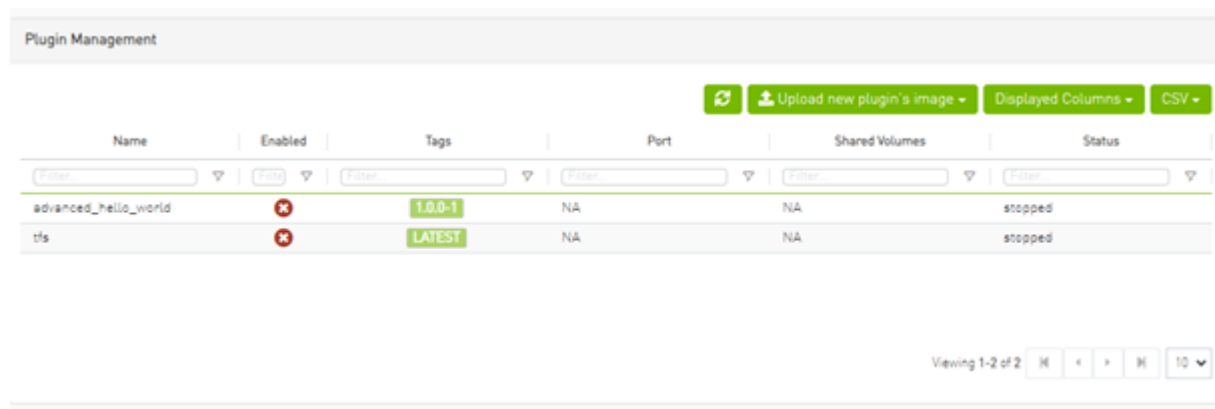 Plugin Management
Upload new plugin's image Displayed Columns CSV
Name Enabled Tags Port Shared Volumes Status
Filter... Filte Filter... Filter... Filter... Filter...
advanced_hello_world 1.0.0-1 NA NA stopped
tfs LATEST NA NA stopped
Viewing 1-2 of 2 10